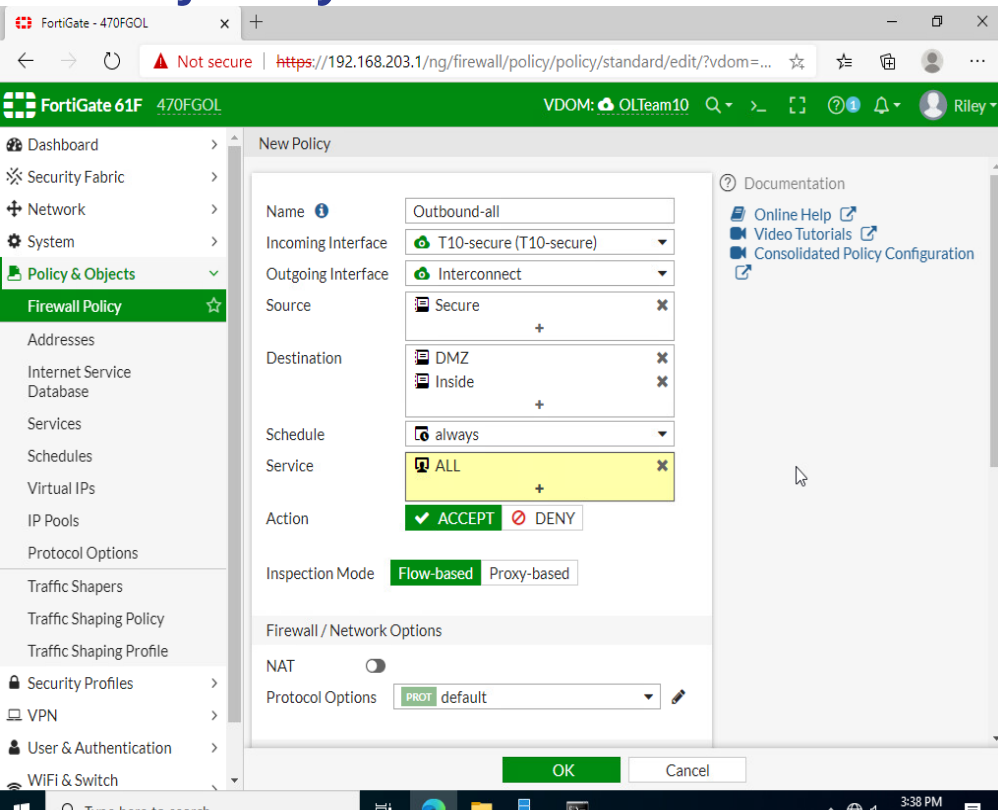 FortiGate - 470FGOL
Not secure | https://192.168.203.1/ng/firewall/policy/policy/standard/edit/?vdom=...
FortiGate 61F 470FGOL
VDOM: OLTeam10
1
Riley
Dashboard
Security Fabric
Network
System
Policy & Objects
Firewall Policy
Addresses
Internet Service
Database
Services
Schedules
Virtual IPs
IP Pools
Protocol Options
Traffic Shapers
Traffic Shaping Policy
Traffic Shaping Profile
Security Profiles
VPN
User & Authentication
WiFi & Switch
New Policy
Name Outbound-all
Incoming Interface T10-secure (T10-secure)
Outgoing Interface Interconnect
Source Secure
+
Destination DMZ
Inside
+
Schedule always
Service ALL
+
Action ACCEPT DENY
Inspection Mode Flow-based Proxy-based
Firewall / Network Options
NAT
Protocol Options PROT default
OK Cancel
Documentation
Online Help
Video Tutorials
Consolidated Policy Configuration
Type here to search
3:38 PM